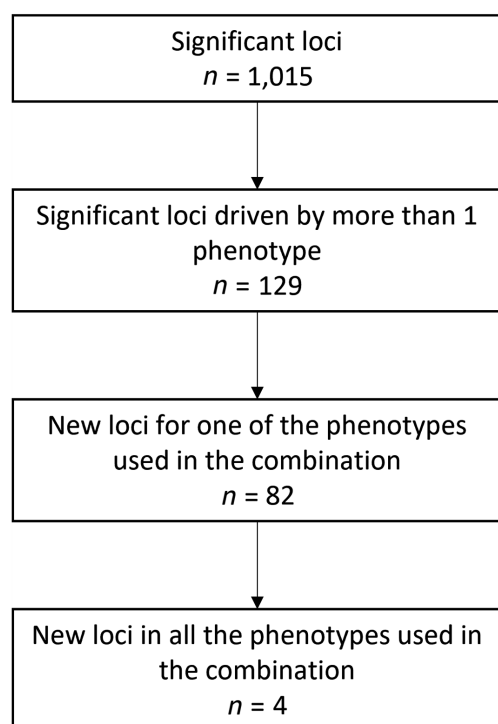 Significant loci
n = 1,015
Significant loci driven by more than 1
phenotype
n = 129
New loci for one of the phenotypes
used in the combination
n = 82
New loci in all the phenotypes used in
the combination
n = 4